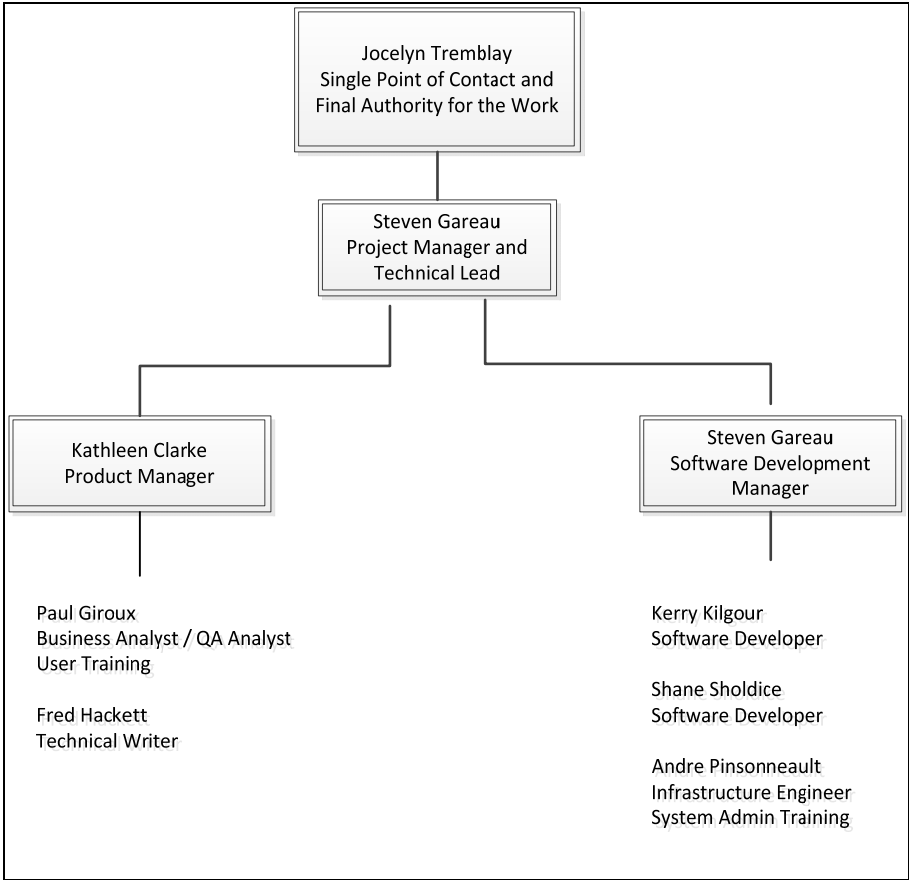 Jocelyn Tremblay
Single Point of Contact and
Final Authority for the Work
Steven Gareau
Project Manager and
Technical Lead
Kathleen Clarke
Product Manager
Steven Gareau
Software Development
Manager
Paul Giroux
Business Analyst / QA Analyst
User Training
Fred Hackett
Technical Writer
Kerry Kilgour
Software Developer
Shane Sholdice
Software Developer
Andre Pinsonneault
Infrastructure Engineer
System Admin Training